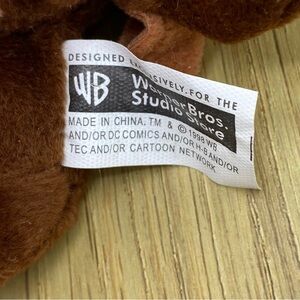 DESIGNED EXCLUSIVELY FOR THE
WB Warner Bros.
Studio Store
MADE IN CHINA. TM & © 1998 WB
AND/OR DC COMICS AND/OR H-B AND/OR
TEC AND/OR CARTOON NETWORK